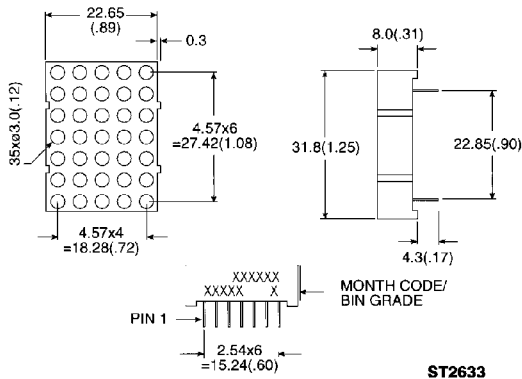 22.65
(.89)
0.3
8.0(.31)
35xø3.0(.12)
4.57x6
=27.42(1.08)
31.8(1.25)
22.85(.90)
4.57x4
=18.28(.72)
4.3(.17)
XXXXXX
XXXXX X
MONTH CODE/
BIN GRADE
PIN 1
2.54x6
=15.24(.60)
ST2633